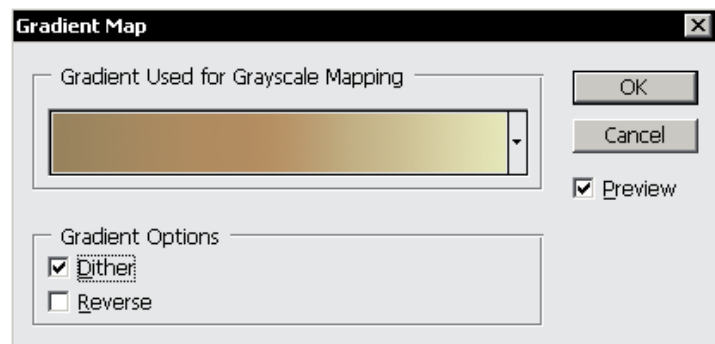 Gradient Map
Gradient Used for Grayscale Mapping
OK
Cancel
Preview
Gradient Options
Dither
Reverse